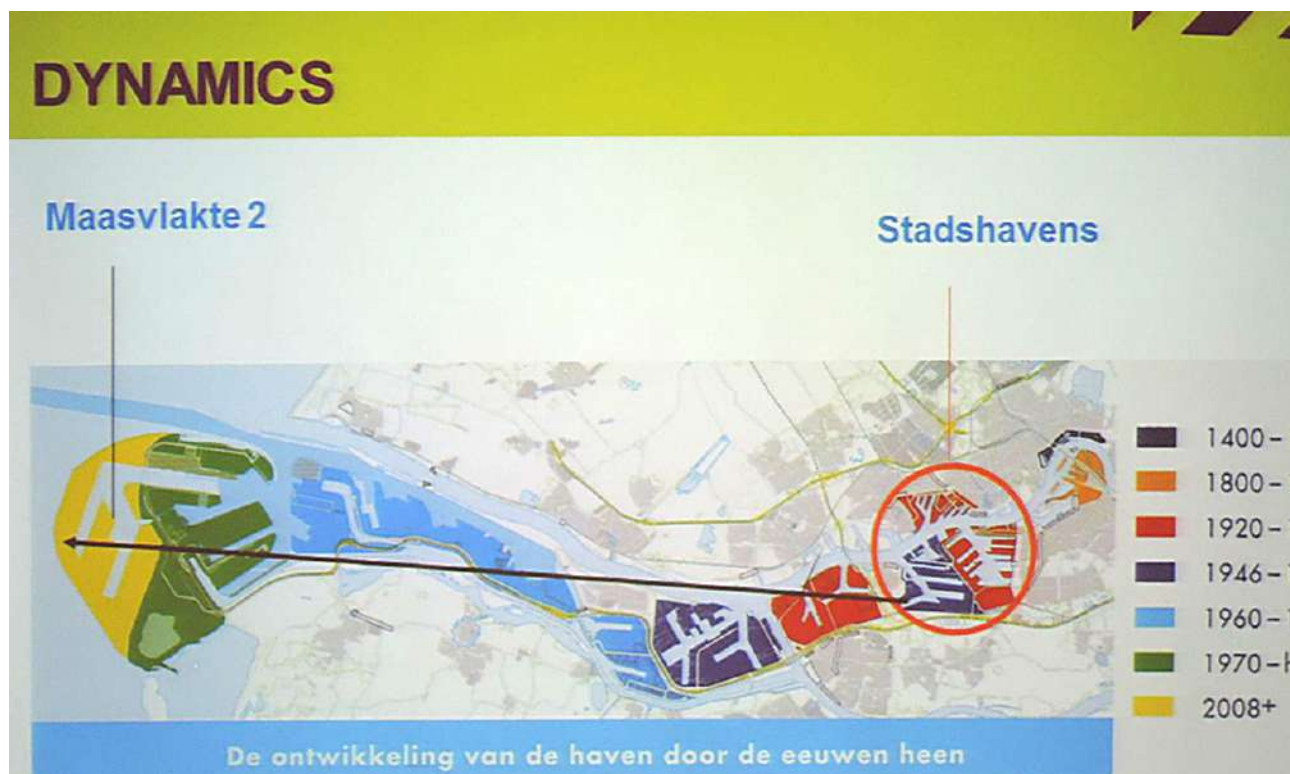 DYNAMICS
Maasvlakte 2
Stadshavens
1400 –
1800 –
1920 –
1946 –
1960 –
1970 –
2008+
De ontwikkeling van de haven door de eeuwen heen